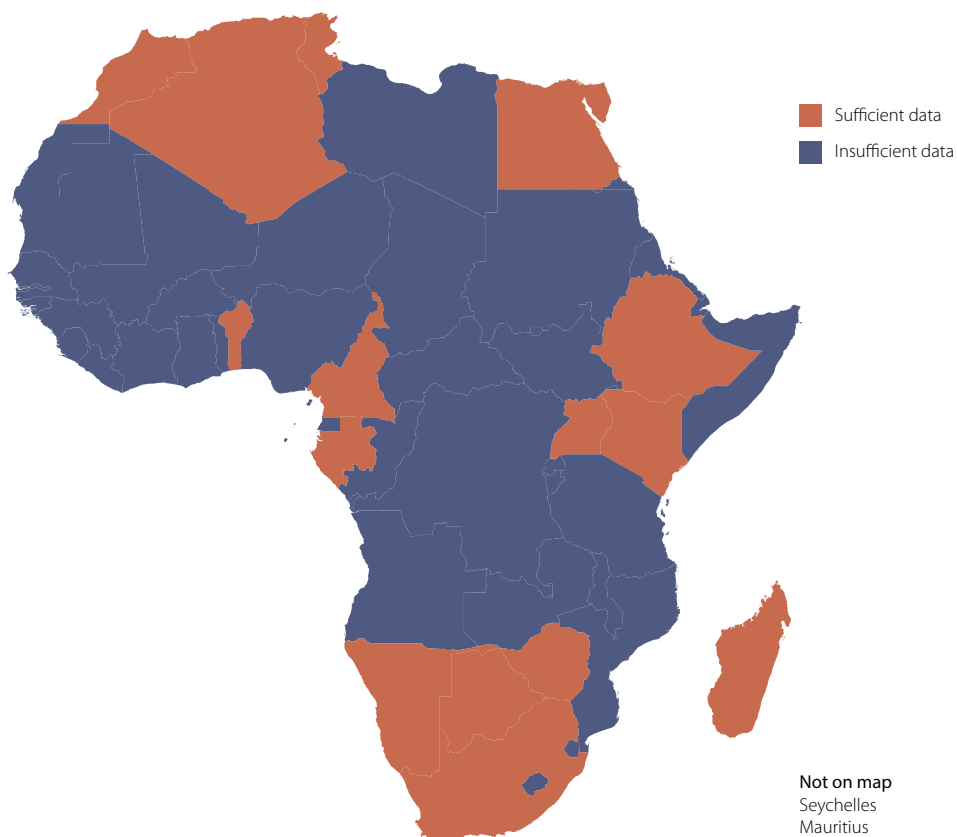 Sufficient data
Insufficient data
Not on map
Seychelles
Mauritius